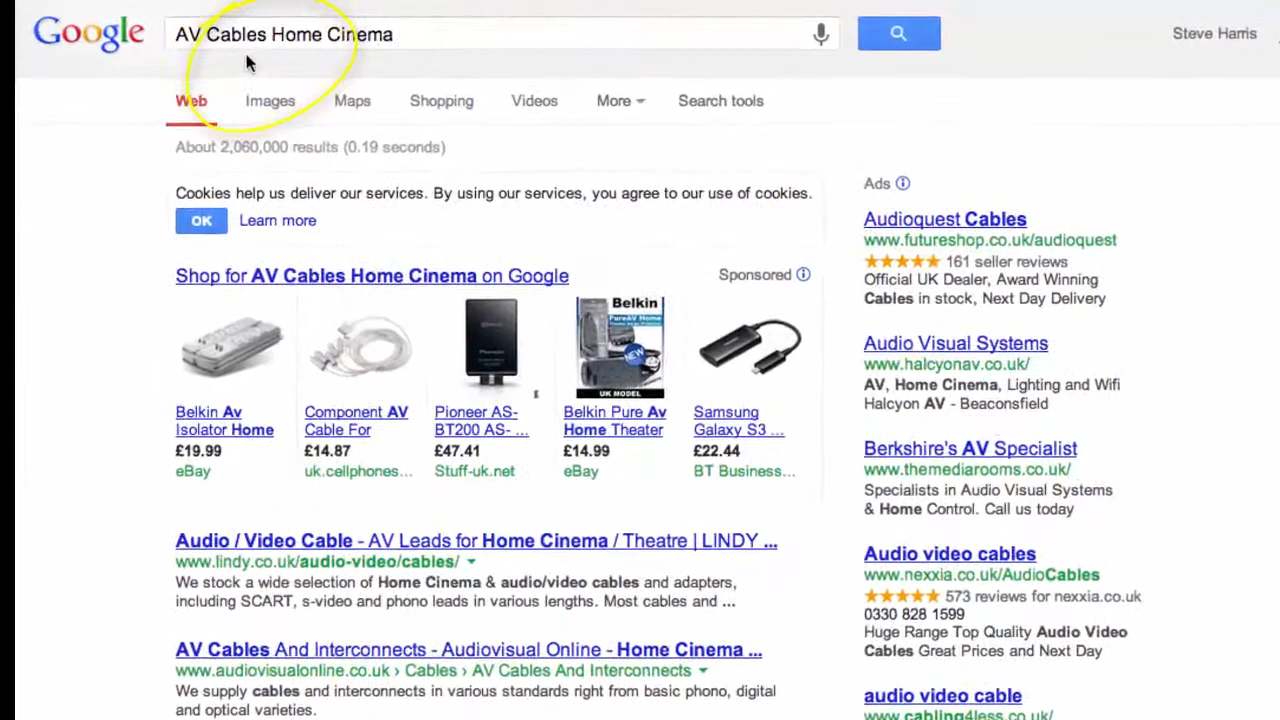 Google
AV Cables Home Cinema
Steve Harris
Web Images Maps Shopping Videos More Search tools
About 2,060,000 results (0.19 seconds)
Cookies help us deliver our services. By using our services, you agree to our use of cookies.
OK Learn more
Shop for AV Cables Home Cinema on Google
Sponsored
Belkin
PureAV Home
NEW
UK MODEL
Belkin Av
Isolator Home
£19.99
eBay
Component AV
Cable For
£14.87
uk.cellphones...
Pioneer AS-
BT200 AS- ...
£47.41
Stuff-uk.net
Belkin Pure Av
Home Theater
£14.99
eBay
Samsung
Galaxy S3 ...
£22.44
BT Business...
Audio / Video Cable - AV Leads for Home Cinema / Theatre | LINDY ...
www.lindy.co.uk/audio-video/cables/
We stock a wide selection of Home Cinema & audio/video cables and adapters,
including SCART, s-video and phono leads in various lengths. Most cables and ...
AV Cables And Interconnects - Audiovisual Online - Home Cinema ...
www.audiovisualonline.co.uk › Cables › AV Cables And Interconnects
We supply cables and interconnects in various standards right from basic phono, digital
and optical varieties.
Ads
Audioquest Cables
www.futureshop.co.uk/audioquest
★★★★★ 161 seller reviews
Official UK Dealer, Award Winning
Cables in stock, Next Day Delivery
Audio Visual Systems
www.halcyonav.co.uk/
AV, Home Cinema, Lighting and Wifi
Halcyon AV - Beaconsfield
Berkshire's AV Specialist
www.themediarooms.co.uk/
Specialists in Audio Visual Systems
& Home Control. Call us today
Audio video cables
www.nexxia.co.uk/AudioCables
★★★★★ 573 reviews for nexxia.co.uk
0330 828 1599
Huge Range Top Quality Audio Video
Cables Great Prices and Next Day
audio video cable
www.cabling4less.co.uk/